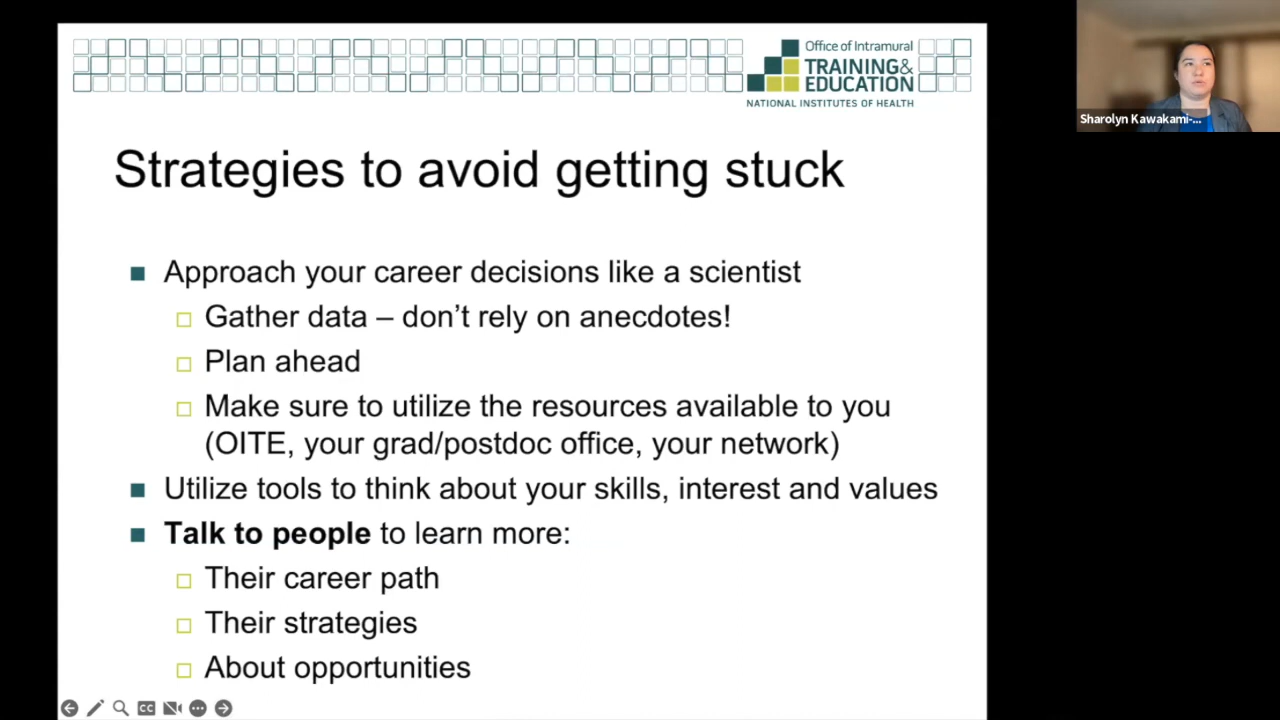 Office of Intramural
TRAINING&
EDUCATION
NATIONAL INSTITUTES OF HEALTH
Sharolyn Kawakami-...
Strategies to avoid getting stuck
Approach your career decisions like a scientist
Gather data – don’t rely on anecdotes!
Plan ahead
Make sure to utilize the resources available to you
(OITE, your grad/postdoc office, your network)
Utilize tools to think about your skills, interest and values
Talk to people to learn more:
Their career path
Their strategies
About opportunities
CC